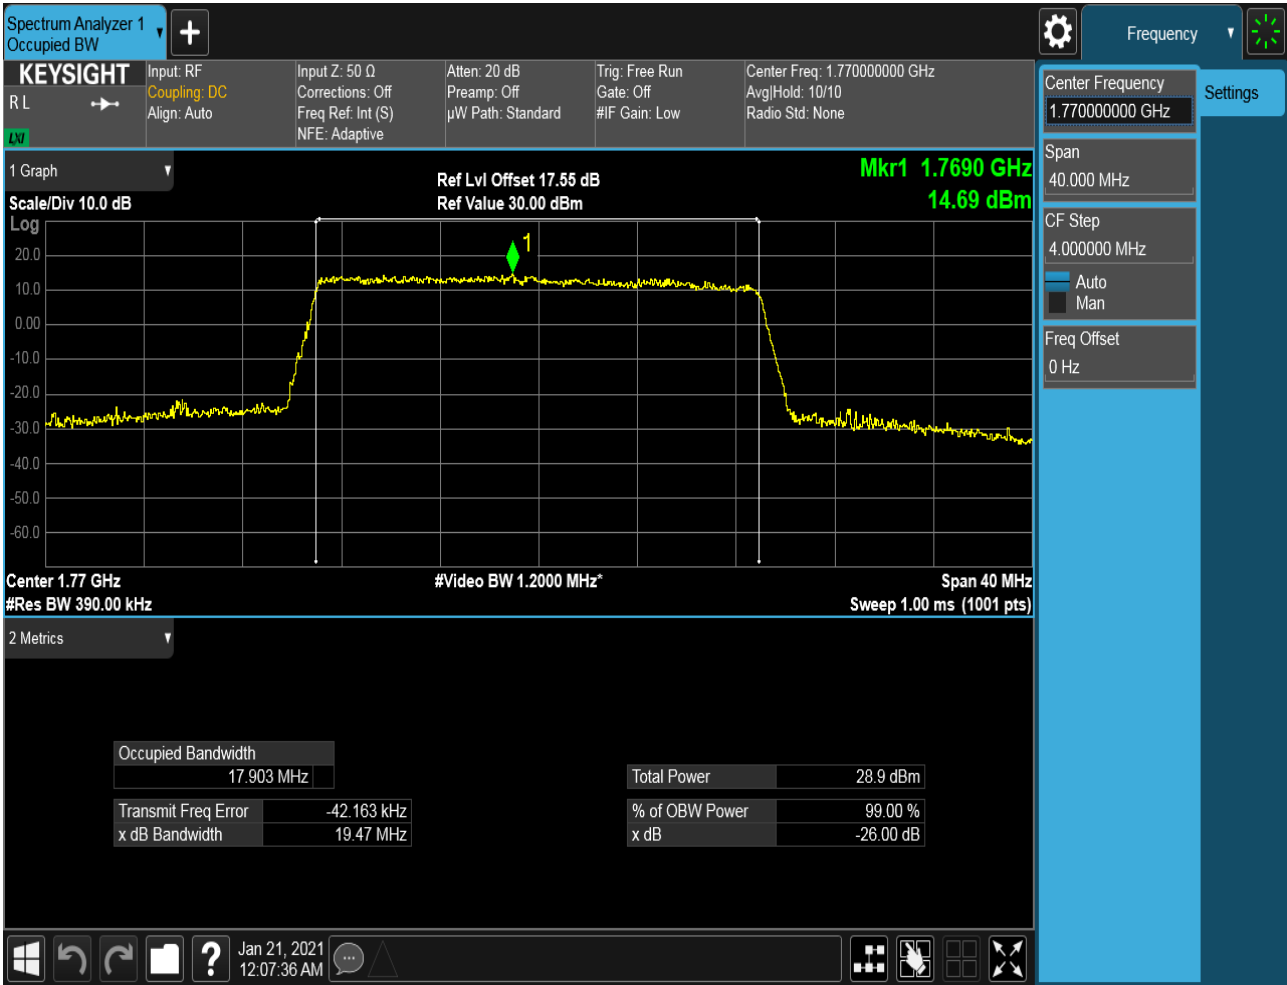 Spectrum Analyzer 1
Occupied BW
Frequency
KEYSIGHT
R L
LXI
Input: RF
Coupling: DC
Align: Auto
Input Z: 50 Ω
Corrections: Off
Freq Ref: Int (S)
NFE: Adaptive
Atten: 20 dB
Preamp: Off
µW Path: Standard
Trig: Free Run
Gate: Off
#IF Gain: Low
Center Freq: 1.770000000 GHz
Avg|Hold: 10/10
Radio Std: None
Center Frequency
1.770000000 GHz
Settings
Span
40.000 MHz
CF Step
4.000000 MHz
Auto
Man
Freq Offset
0 Hz
1 Graph
Scale/Div 10.0 dB
Ref Lvl Offset 17.55 dB
Ref Value 30.00 dBm
Mkr1 1.7690 GHz
14.69 dBm
Log
1
20.0
10.0
0.00
-10.0
-20.0
-30.0
-40.0
-50.0
-60.0
Center 1.77 GHz
#Video BW 1.2000 MHz*
Span 40 MHz
#Res BW 390.00 kHz
Sweep 1.00 ms (1001 pts)
2 Metrics
Occupied Bandwidth
17.903 MHz
Total Power 28.9 dBm
Transmit Freq Error -42.163 kHz
% of OBW Power 99.00 %
x dB Bandwidth 19.47 MHz
x dB -26.00 dB
?
Jan 21, 2021
12:07:36 AM